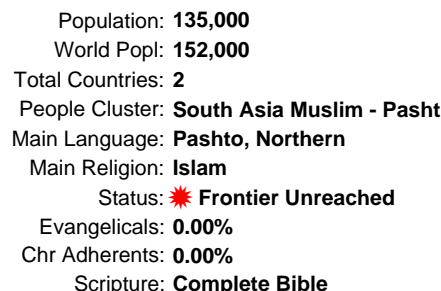 Population: 135,000
World Popl: 152,000
Total Countries: 2
People Cluster: South Asia Muslim - Pasht
Main Language: Pashto, Northern
Main Religion: Islam
Status: Frontier Unreached
Evangelicals: 0.00%
Chr Adherents: 0.00%
Scripture: Complete Bible